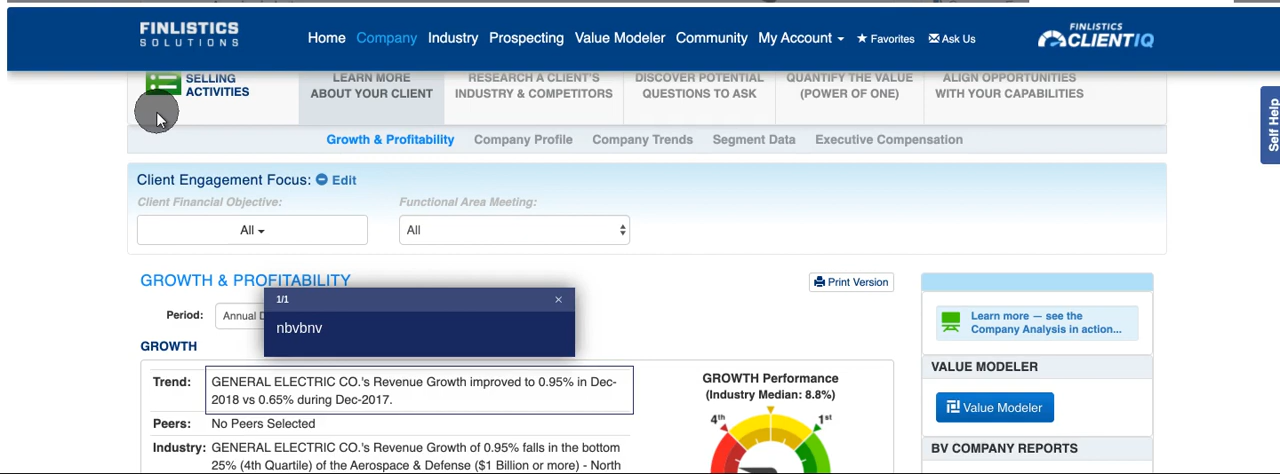 FINLISTICS
SOLUTIONS
Home Company Industry Prospecting Value Modeler Community My Account Favorites Ask Us
FINLISTICS
CLIENTIQ
SELLING
ACTIVITIES
LEARN MORE
ABOUT YOUR CLIENT
RESEARCH A CLIENT'S
INDUSTRY & COMPETITORS
DISCOVER POTENTIAL
QUESTIONS TO ASK
QUANTIFY THE VALUE
(POWER OF ONE)
ALIGN OPPORTUNITIES
WITH YOUR CAPABILITIES
Self Help
Growth & Profitability Company Profile Company Trends Segment Data Executive Compensation
Client Engagement Focus: Edit
Client Financial Objective: Functional Area Meeting:
All All
GROWTH & PROFITABILITY
Print Version
1/1
nbvbnv
Period: Annual
GROWTH
Trend: GENERAL ELECTRIC CO.'s Revenue Growth improved to 0.95% in Dec-
2018 vs 0.65% during Dec-2017.
Peers: No Peers Selected
Industry: GENERAL ELECTRIC CO.'s Revenue Growth of 0.95% falls in the bottom
25% (4th Quartile) of the Aerospace & Defense ($1 Billion or more) - North
GROWTH Performance
(Industry Median: 8.8%)
4th 1st
Learn more — see the
Company Analysis in action...
VALUE MODELER
Value Modeler
BV COMPANY REPORTS